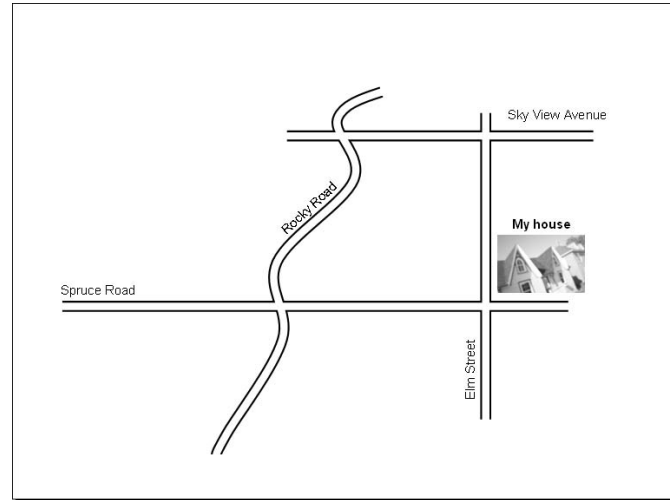 Sky View Avenue
Rocky Road
My house
Spruce Road
Elm Street